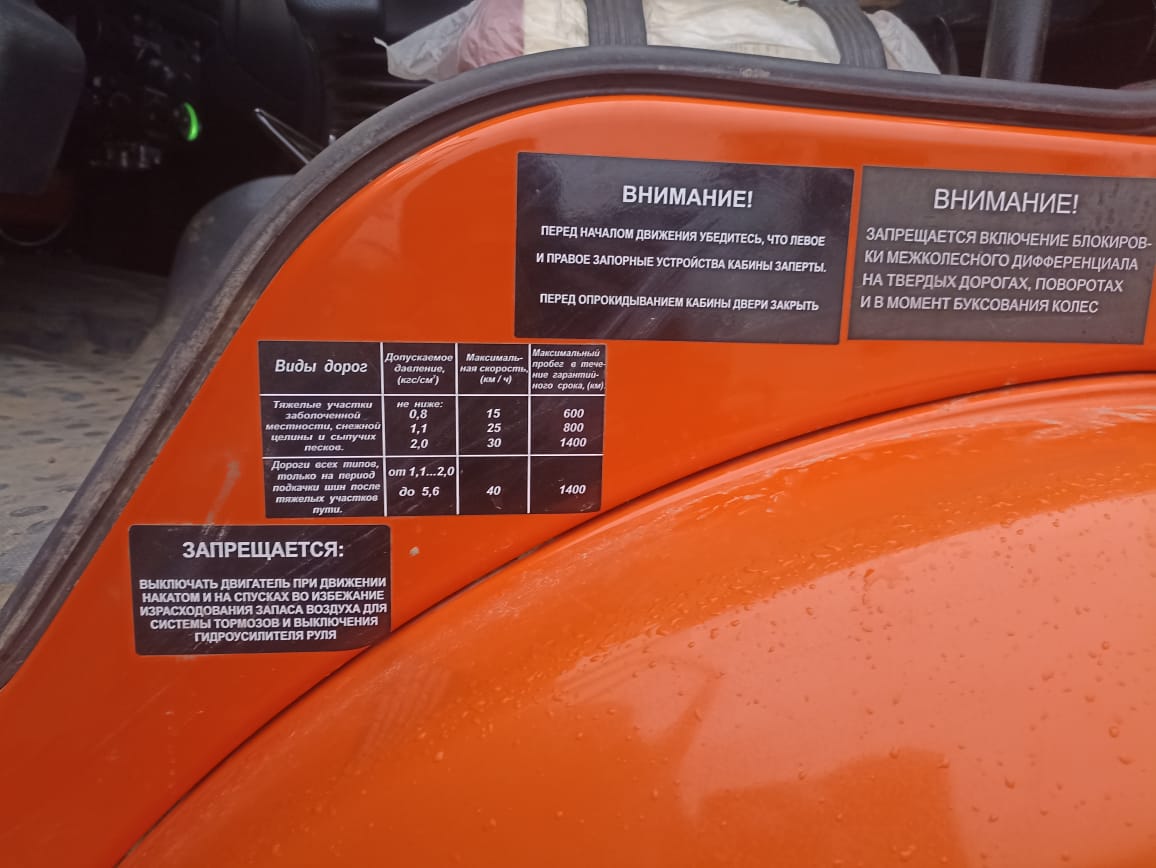 ВНИМАНИЕ!
ПЕРЕД НАЧАЛОМ ДВИЖЕНИЯ УБЕДИТЕСЬ, ЧТО ЛЕВОЕ
И ПРАВОЕ ЗАПОРНЫЕ УСТРОЙСТВА КАБИНЫ ЗАПЕРТЫ.
ПЕРЕД ОПРОКИДЫВАНИЕМ КАБИНЫ ДВЕРИ ЗАКРЫТЬ
ВНИМАНИЕ!
ЗАПРЕЩАЕТСЯ ВКЛЮЧЕНИЕ БЛОКИРОВ-
КИ МЕЖКОЛЕСНОГО ДИФФЕРЕНЦИАЛА
НА ТВЕРДЫХ ДОРОГАХ, ПОВОРОТАХ
И В МОМЕНТ БУКСОВАНИЯ КОЛЕС
Виды дорог
Допускаемое
давление,
(кгс/см²)
Максималь-
ная скорость,
(км / ч)
Максимальный
пробег в тече-
ние гарантий-
ного срока, (км).
Тяжелые участки
заболоченной
местности, снежной
целины и сыпучих
песков.
не ниже:
0,8
1,1
2,0
15
25
30
600
800
1400
Дороги всех типов,
только на период
подкачки шин после
тяжелых участков
пути.
от 1,1...2,0
до 5,6
40
1400
ЗАПРЕЩАЕТСЯ:
ВЫКЛЮЧАТЬ ДВИГАТЕЛЬ ПРИ ДВИЖЕНИИ
НАКАТОМ И НА СПУСКАХ ВО ИЗБЕЖАНИЕ
ИЗРАСХОДОВАНИЯ ЗАПАСА ВОЗДУХА ДЛЯ
СИСТЕМЫ ТОРМОЗОВ И ВЫКЛЮЧЕНИЯ
ГИДРОУСИЛИТЕЛЯ РУЛЯ